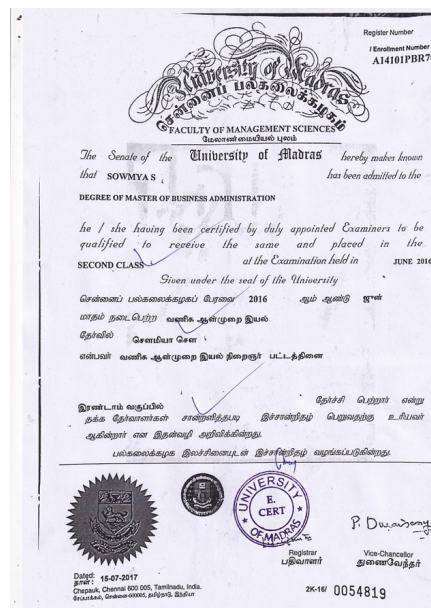 Register Number
/ Enrollment Number
A14101PBR7
University of Madras
சென்னைப் பல்கலைக்கழகம்
FACULTY OF MANAGEMENT SCIENCES
மேலாண்மையியல் புலம்
The Senate of the University of Madras hereby makes known
that SOWMYA S has been admitted to the
DEGREE OF MASTER OF BUSINESS ADMINISTRATION
he / she having been certified by duly appointed Examiners to be
qualified to receive the same and placed in the
SECOND CLASS at the Examination held in JUNE 2016
Given under the seal of the University
சென்னைப் பல்கலைக்கழகப் பேரவை 2016 ஆம் ஆண்டு ஜுன்
மாதம் நடைபெற்ற வணிக ஆள்முறை இயல்
தேர்வில் சௌமியா சௌ
என்பவர் வணிக ஆள்முறை இயல் நிறைஞர் பட்டத்தினை
இரண்டாம் வகுப்பில் தேர்ச்சி பெற்றார் என்று
தக்க தேர்வாளர்கள் சான்றளித்தபடி இச்சான்றிதழ் பெறுவதற்கு உரியவர்
ஆகின்றார் என இதன்வழி அறிவிக்கின்றது.
பல்கலைக்கழக இலச்சினையுடன் இச்சான்றிதழ் வழங்கப்படுகின்றது.
UNIVERSITY
E.
CERT
OF MADRAS
Registrar
பதிவாளர்
Vice-Chancellor
துணைவேந்தர்
Dated: 15-07-2017
நாள்:
Chepauk, Chennai 600 005, Tamilnadu, India.
சேப்பாக்கம், சென்னை-600005, தமிழ்நாடு, இந்தியா
2K-16/ 0054819